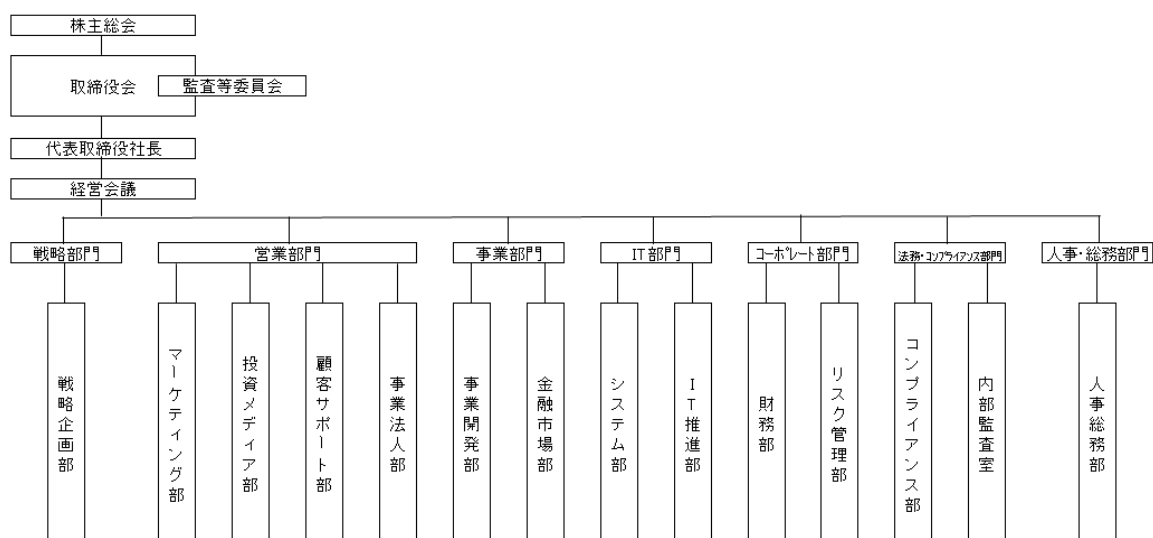 株主総会
取締役会
監査等委員会
代表取締役社長
経営会議
戦略部門
営業部門
事業部門
IT部門
コーポレート部門
法務・コンプライアンス部門
人事・総務部門
戦略企画部
マーケティング部
投資メディア部
顧客サポート部
事業法人部
事業開発部
金融市場部
システム部
IT推進部
財務部
リスク管理部
コンプライアンス部
内部監査室
人事総務部